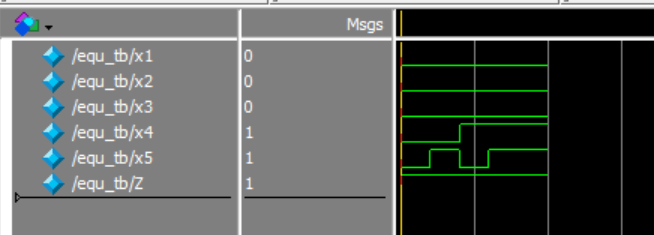 Msgs
/equ_tb/x1 0
/equ_tb/x2 0
/equ_tb/x3 0
/equ_tb/x4 1
/equ_tb/x5 1
/equ_tb/Z 1